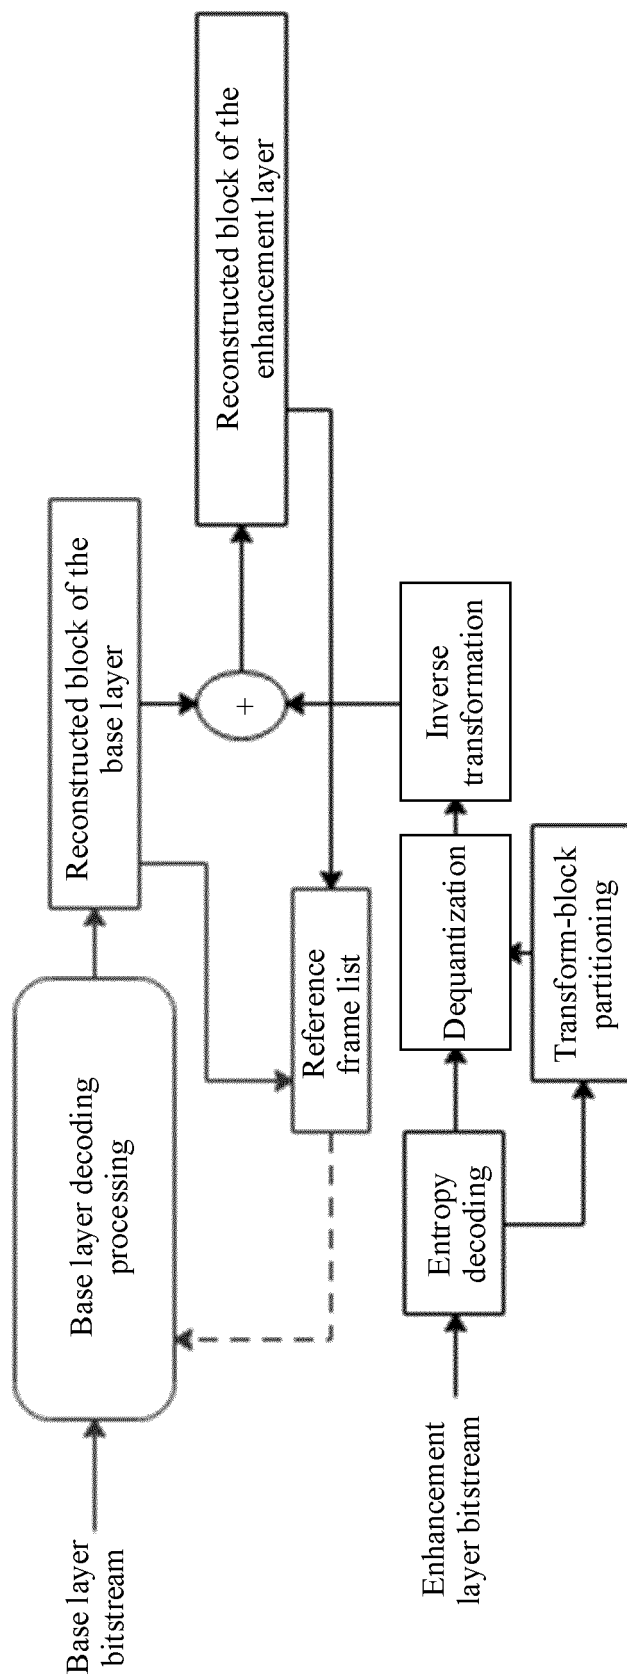 Base layer
bitstream
Base layer decoding
processing
Reconstructed block of the
base layer
Reconstructed block of the
enhancement layer
+
Reference
frame list
Enhancement
layer bitstream
Entropy
decoding
Dequantization
Inverse
transformation
Transform-block
partitioning